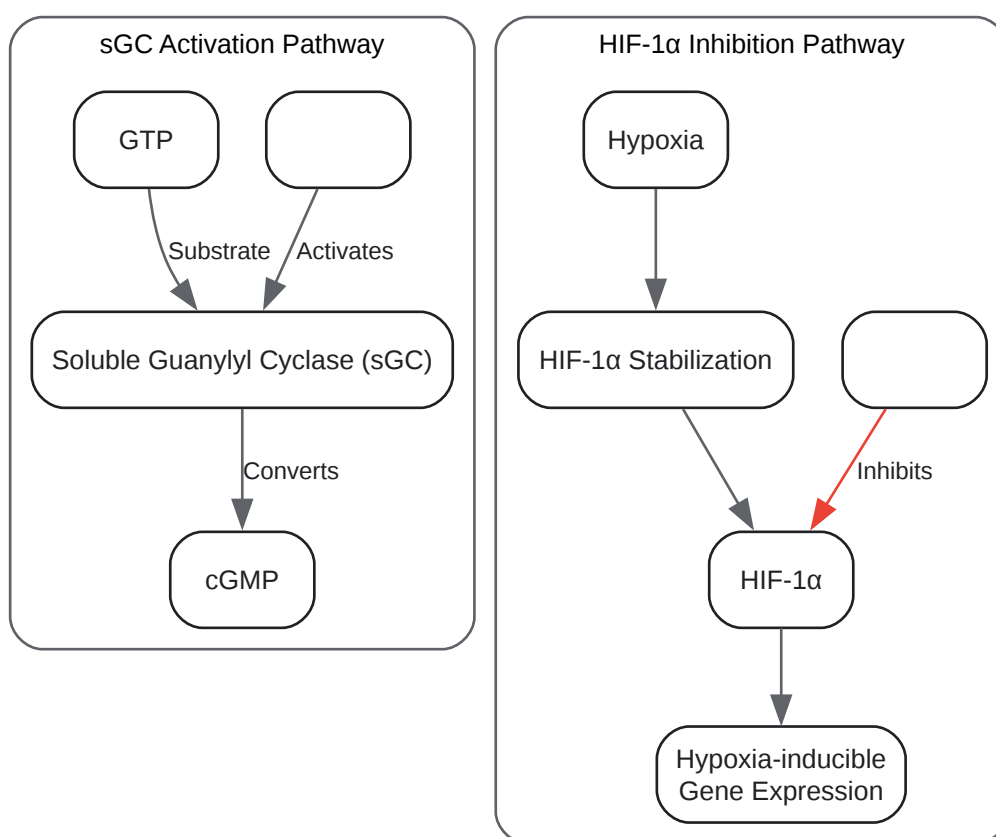 sGC Activation Pathway
GTP
Substrate
Activates
Soluble Guanylyl Cyclase (sGC)
Converts
cGMP
HIF-1α Inhibition Pathway
Hypoxia
HIF-1α Stabilization
Inhibits
HIF-1α
Hypoxia-inducible
Gene Expression